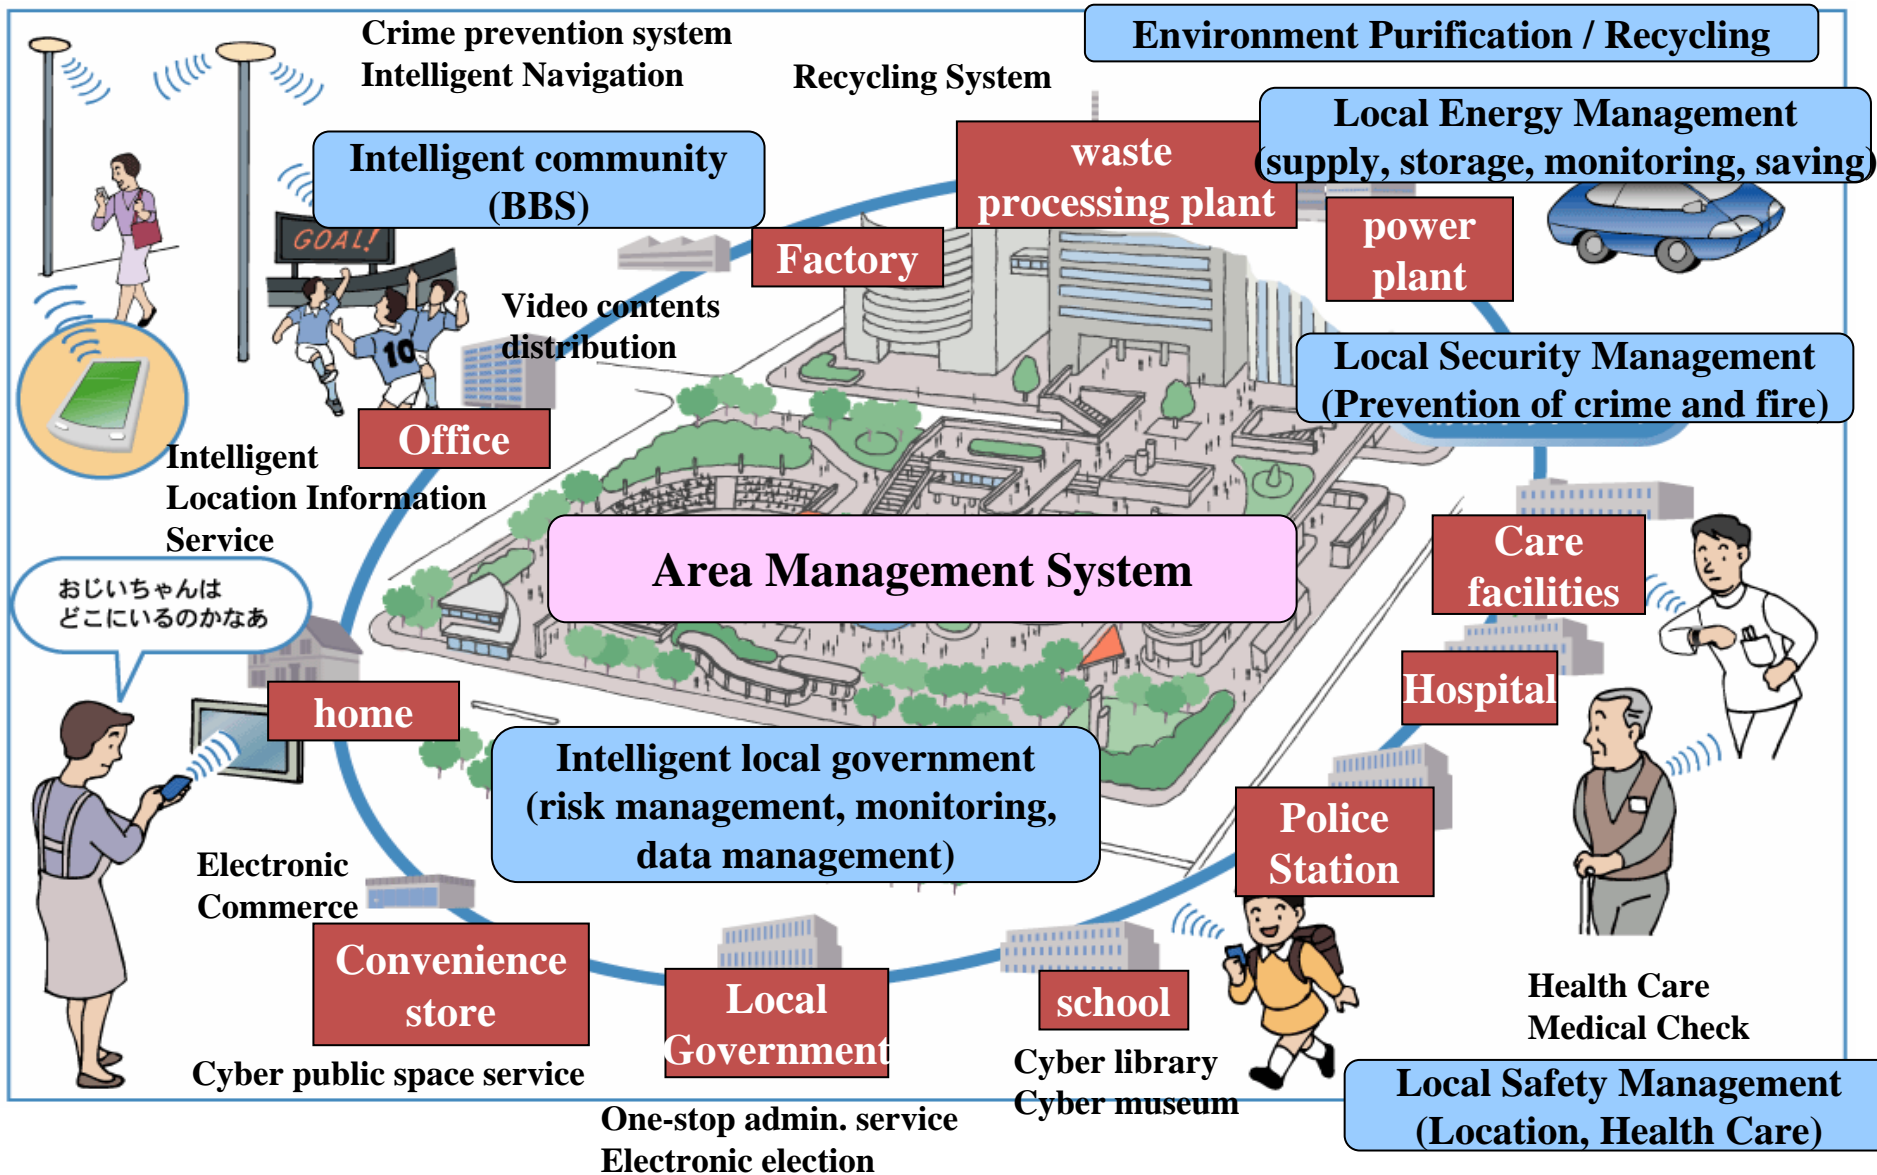 Crime prevention system
Intelligent Navigation
Environment Purification / Recycling
Recycling System
Local Energy Management
(supply, storage, monitoring, saving)
Intelligent community
(BBS)
waste
processing plant
GOAL!
Factory
power
plant
Video contents
distribution
10
Local Security Management
(Prevention of crime and fire)
Office
Intelligent
Location Information
Service
Area Management System
Care
facilities
おじいちゃんは
どこにいるのかなあ
home
Hospital
Intelligent local government
(risk management, monitoring,
data management)
Police
Station
Electronic
Commerce
Convenience
store
Local
Government
school
Health Care
Medical Check
Cyber public space service
Cyber library
Cyber museum
Local Safety Management
(Location, Health Care)
One-stop admin. service
Electronic election